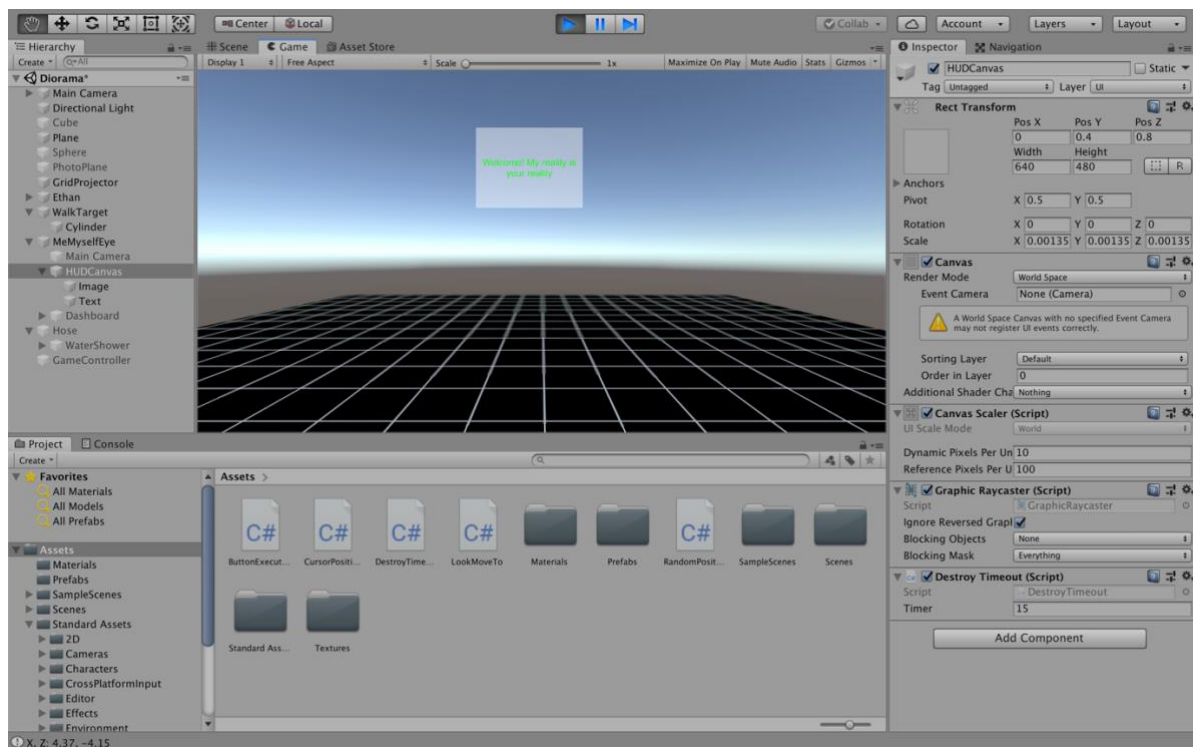 Center
Local
Collab
Account
Layers
Layout
Hierarchy
Create
All
Diorama*
Main Camera
Directional Light
Cube
Plane
Sphere
PhotoPlane
GridProjector
Ethan
WalkTarget
Cylinder
MeMyselfEye
Main Camera
HUDCanvas
Image
Text
Dashboard
Hose
WaterShower
GameController
Scene
Game
Asset Store
Display 1
Free Aspect
Scale
1x
Maximize On Play
Mute Audio
Stats
Gizmos
Welcome! My reality is
your reality
Inspector
Navigation
HUDCanvas
Static
Tag Untagged
Layer UI
Rect Transform
Pos X Pos Y Pos Z
0 0.4 0.8
Width Height
640 480
R
Anchors
Pivot X 0.5 Y 0.5
Rotation X 0 Y 0 Z 0
Scale X 0.00135 Y 0.00135 Z 0.00135
Canvas
Render Mode World Space
Event Camera None (Camera)
A World Space Canvas with no specified Event Camera
may not register UI events correctly.
Sorting Layer Default
Order in Layer 0
Additional Shader Cha Nothing
Canvas Scaler (Script)
UI Scale Mode World
Dynamic Pixels Per Un 10
Reference Pixels Per U 100
Graphic Raycaster (Script)
Script GraphicRaycaster
Ignore Reversed Grapl
Blocking Objects None
Blocking Mask Everything
Destroy Timeout (Script)
Script DestroyTimeout
Timer 15
Add Component
Project
Console
Create
Favorites
All Materials
All Models
All Prefabs
Assets
Materials
Prefabs
SampleScenes
Scenes
Standard Assets
2D
Cameras
Characters
CrossPlatformInput
Editor
Effects
Environment
Assets >
C# C# C# C# C#
ButtonExecut... CursorPositi... DestroyTime... LookMoveTo Materials Prefabs RandomPosit... SampleScenes Scenes
Standard Ass... Textures
X, Z: 4.37, -4.15